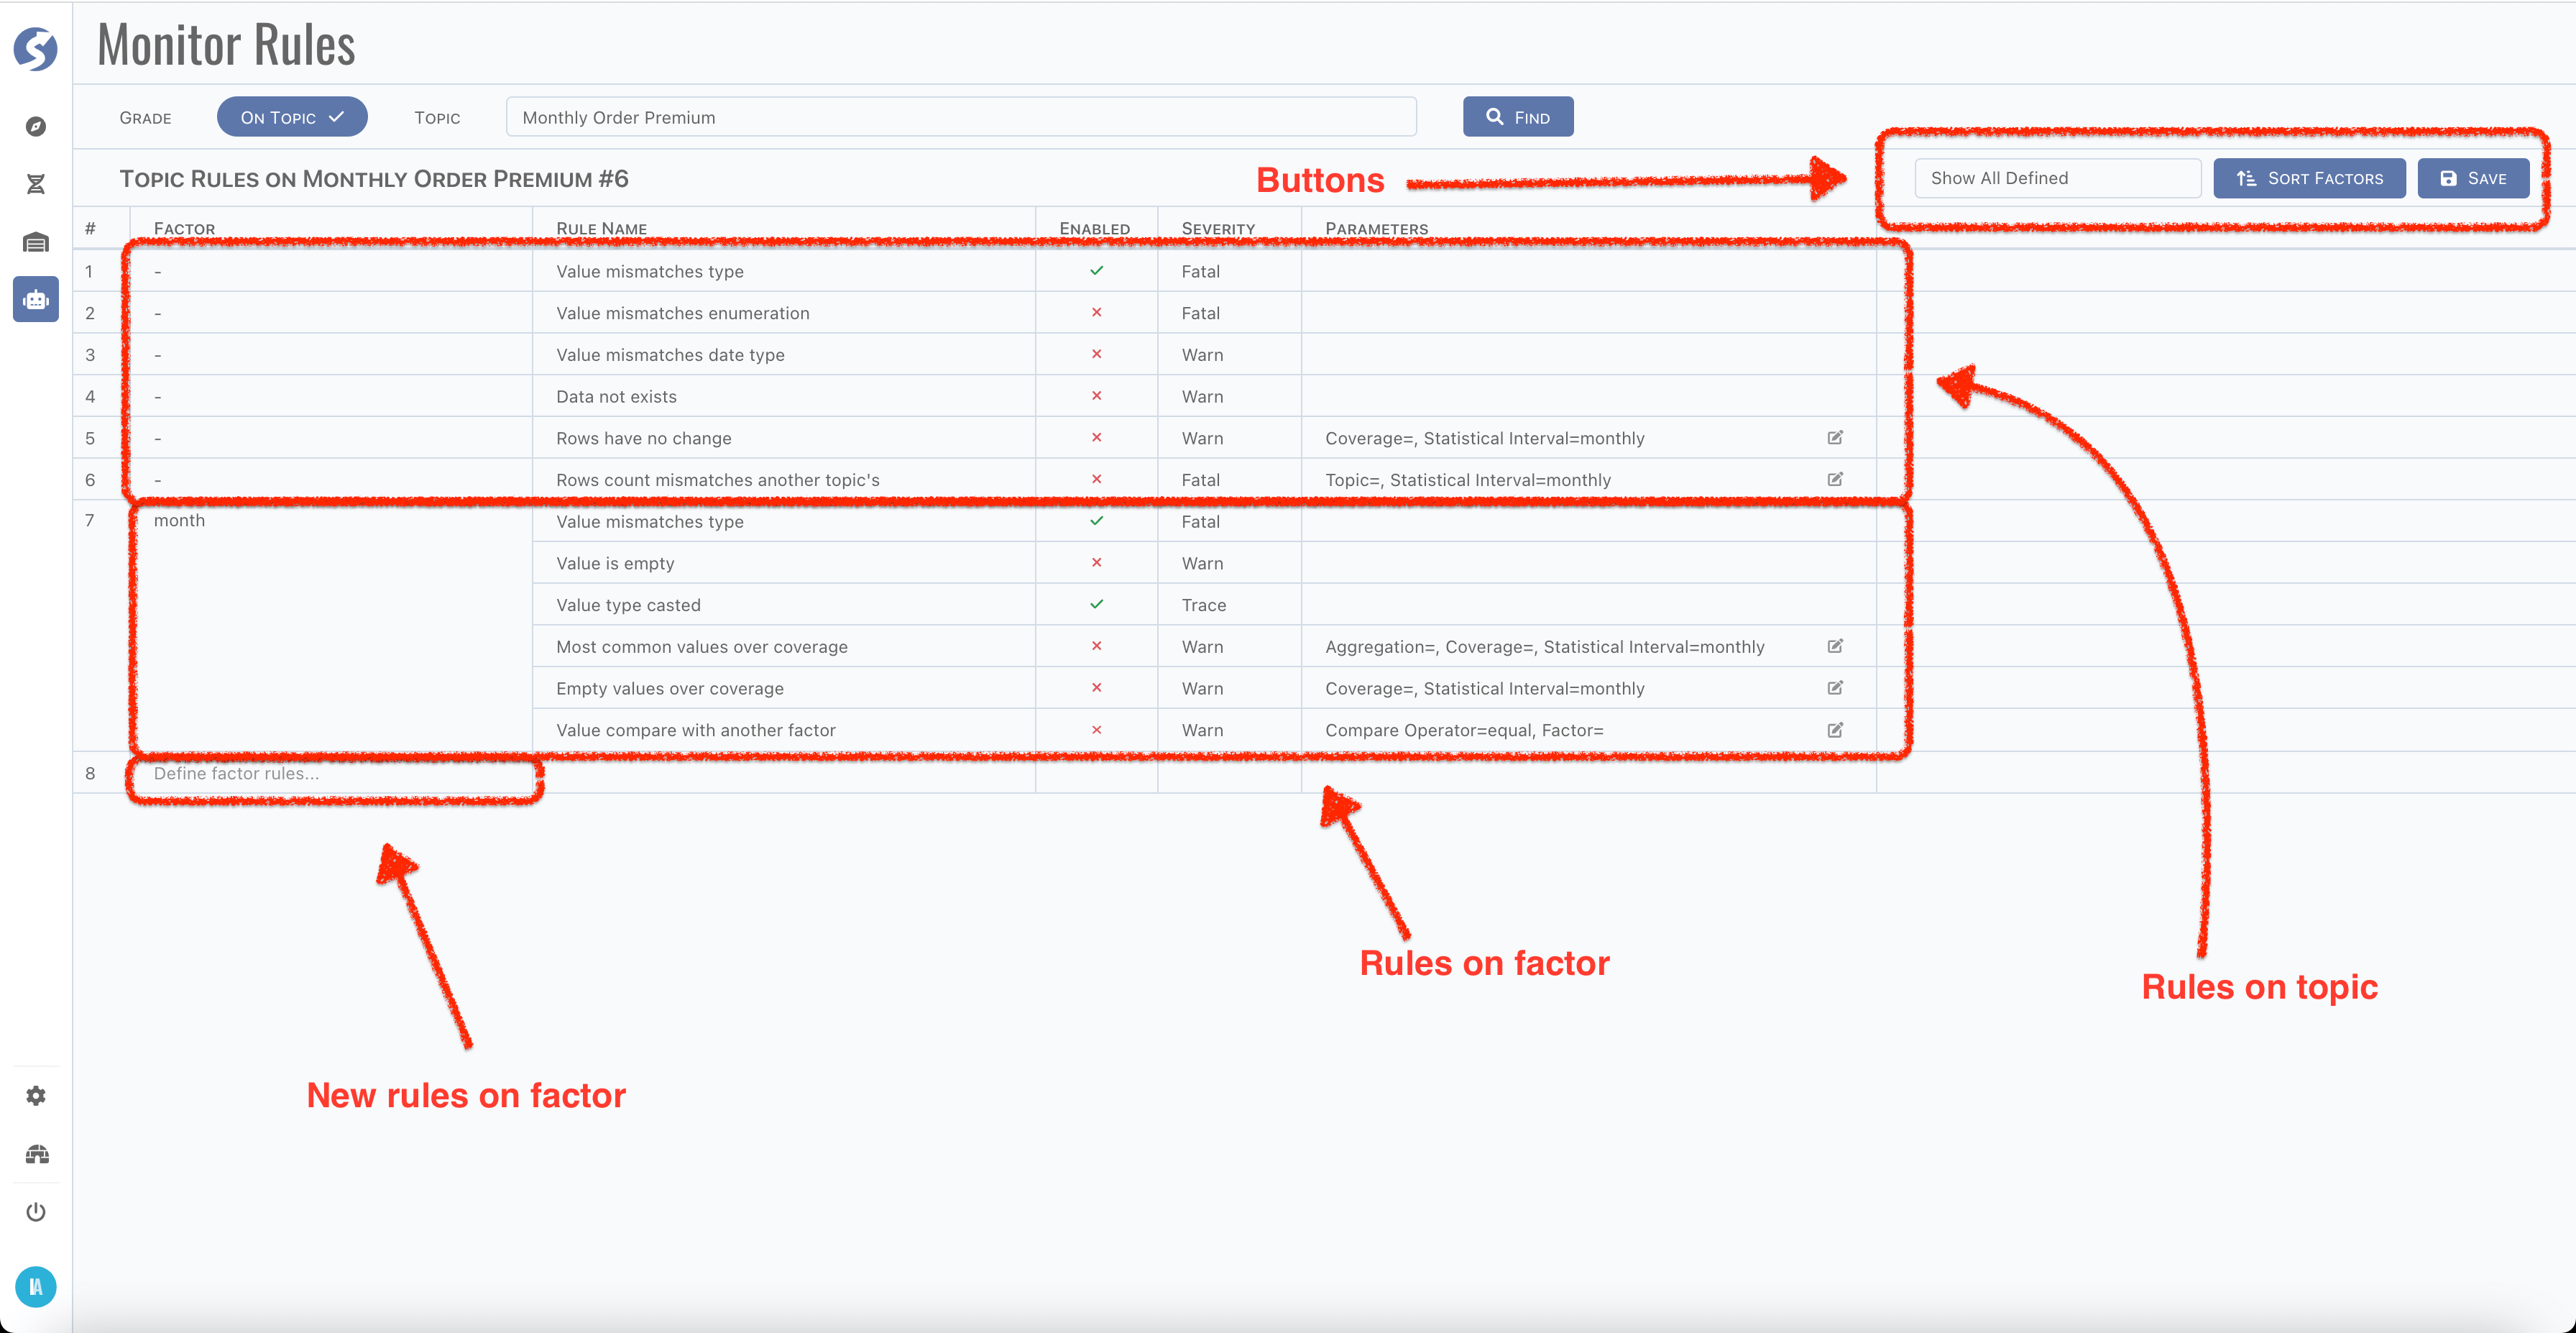 Monitor Rules
GRADE ON TOPIC TOPIC Monthly Order Premium FIND
TOPIC RULES ON MONTHLY ORDER PREMIUM #6 Buttons Show All Defined SORT FACTORS SAVE
# FACTOR RULE NAME ENABLED SEVERITY PARAMETERS
1 - Value mismatches type Fatal
2 - Value mismatches enumeration Fatal
3 - Value mismatches date type Warn
4 - Data not exists Warn
5 - Rows have no change Warn Coverage=, Statistical Interval=monthly
6 - Rows count mismatches another topic's Fatal Topic=, Statistical Interval=monthly
7 month Value mismatches type Fatal
Value is empty Warn
Value type casted Trace
Most common values over coverage Warn Aggregation=, Coverage=, Statistical Interval=monthly
Empty values over coverage Warn Coverage=, Statistical Interval=monthly
Value compare with another factor Warn Compare Operator=equal, Factor=
8 Define factor rules...
Rules on factor
Rules on topic
New rules on factor
IA